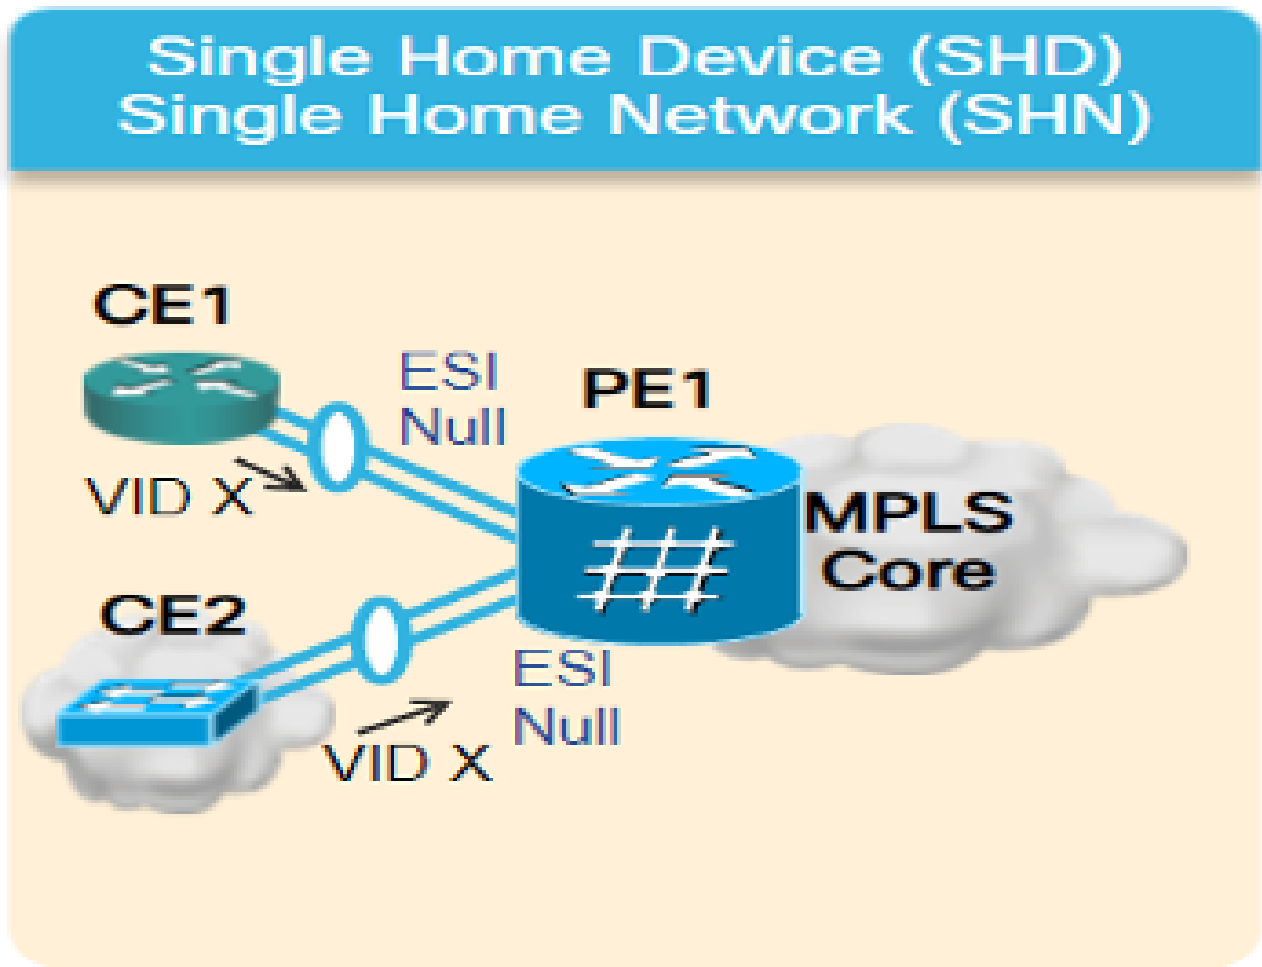 Single Home Device (SHD)
Single Home Network (SHN)
CE1
ESI
Null
PE1
VID X
MPLS
Core
CE2
ESI
Null
VID X